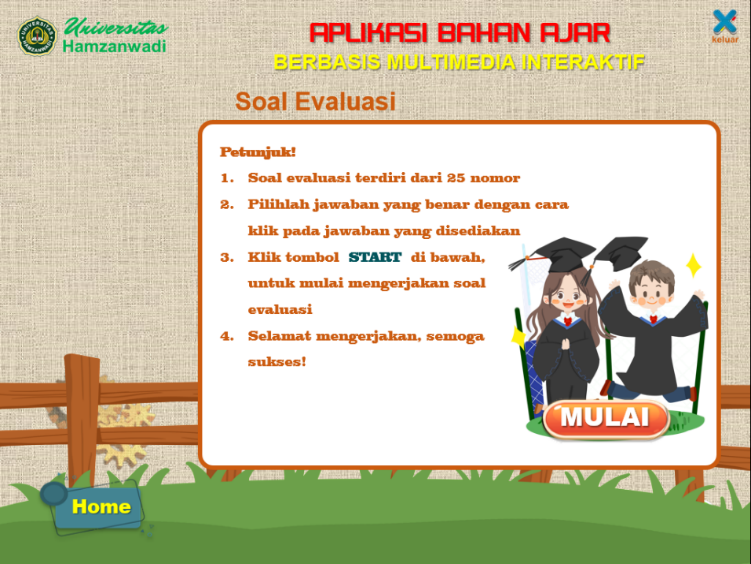 Universitas
Hamzanwadi
APLIKASI BAHAN AJAR
BERBASIS MULTIMEDIA INTERAKTIF
keluar
Soal Evaluasi
Petunjuk!
1. Soal evaluasi terdiri dari 25 nomor
2. Pilihlah jawaban yang benar dengan cara
klik pada jawaban yang disediakan
3. Klik tombol START di bawah,
untuk mulai mengerjakan soal
evaluasi
4. Selamat mengerjakan, semoga
sukses!
MULAI
Home